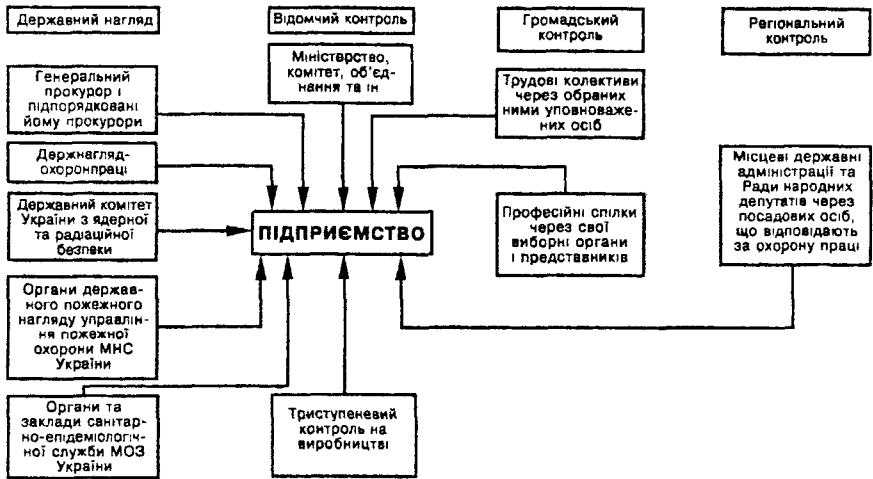 Державний нагляд
Відомчий контроль
Громадський
контроль
Регіональний
контроль
Генеральний
прокурор і
підпорядковані
йому прокурори
Міністерство,
комітет, об'єд-
нання та ін
Трудові колективи
через обраних
ними уповноваже-
них осіб
Держнагляд-
охоронпраці
Державний комітет
України з ядерної
та радіаційної
безпеки
ПІДПРИЄМСТВО
Професійні спілки
через свої
виборні органи
і представників
Місцеві державні
адміністрації та
Ради народних
депутатів через
посадових осіб,
що відповідають
за охорону праці
Органи держав-
ного пожежного
нагляду управлін-
ня пожежної
охорони МНС
України
Органи та
заклади санітар-
но-епідеміологіч-
ної служби МОЗ
України
Триступеневий
контроль на
виробництві